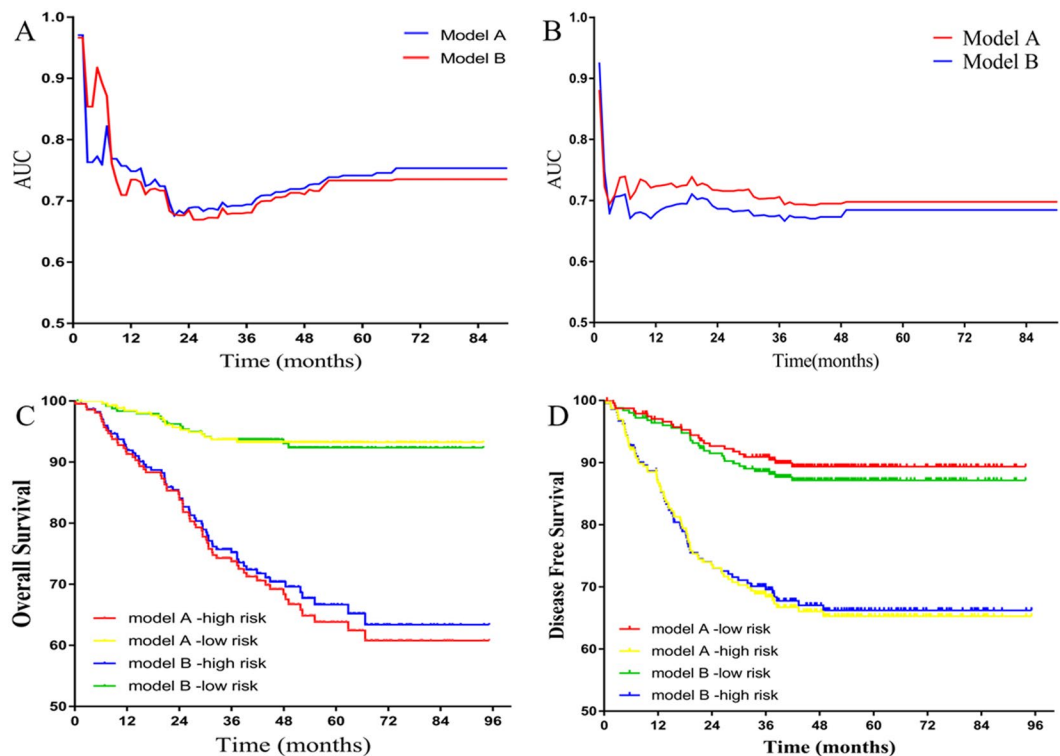 A
1.0
0.9
0.8
0.7
0.6
0.5
AUC
Model A
Model B
0 12 24 36 48 60 72 84
Time (months)
B
1.0
0.9
0.8
0.7
0.6
0.5
AUC
Model A
Model B
0 12 24 36 48 60 72 84
Time(months)
C
100
90
80
70
60
50
Overall Survival
model A -high risk
model A -low risk
model B -high risk
model B -low risk
0 12 24 36 48 60 72 84 96
Time (months)
D
100
90
80
70
60
50
Disease Free Survival
model A -low risk
model A -high risk
model B -low risk
model B -high risk
0 12 24 36 48 60 72 84 96
Time (months)